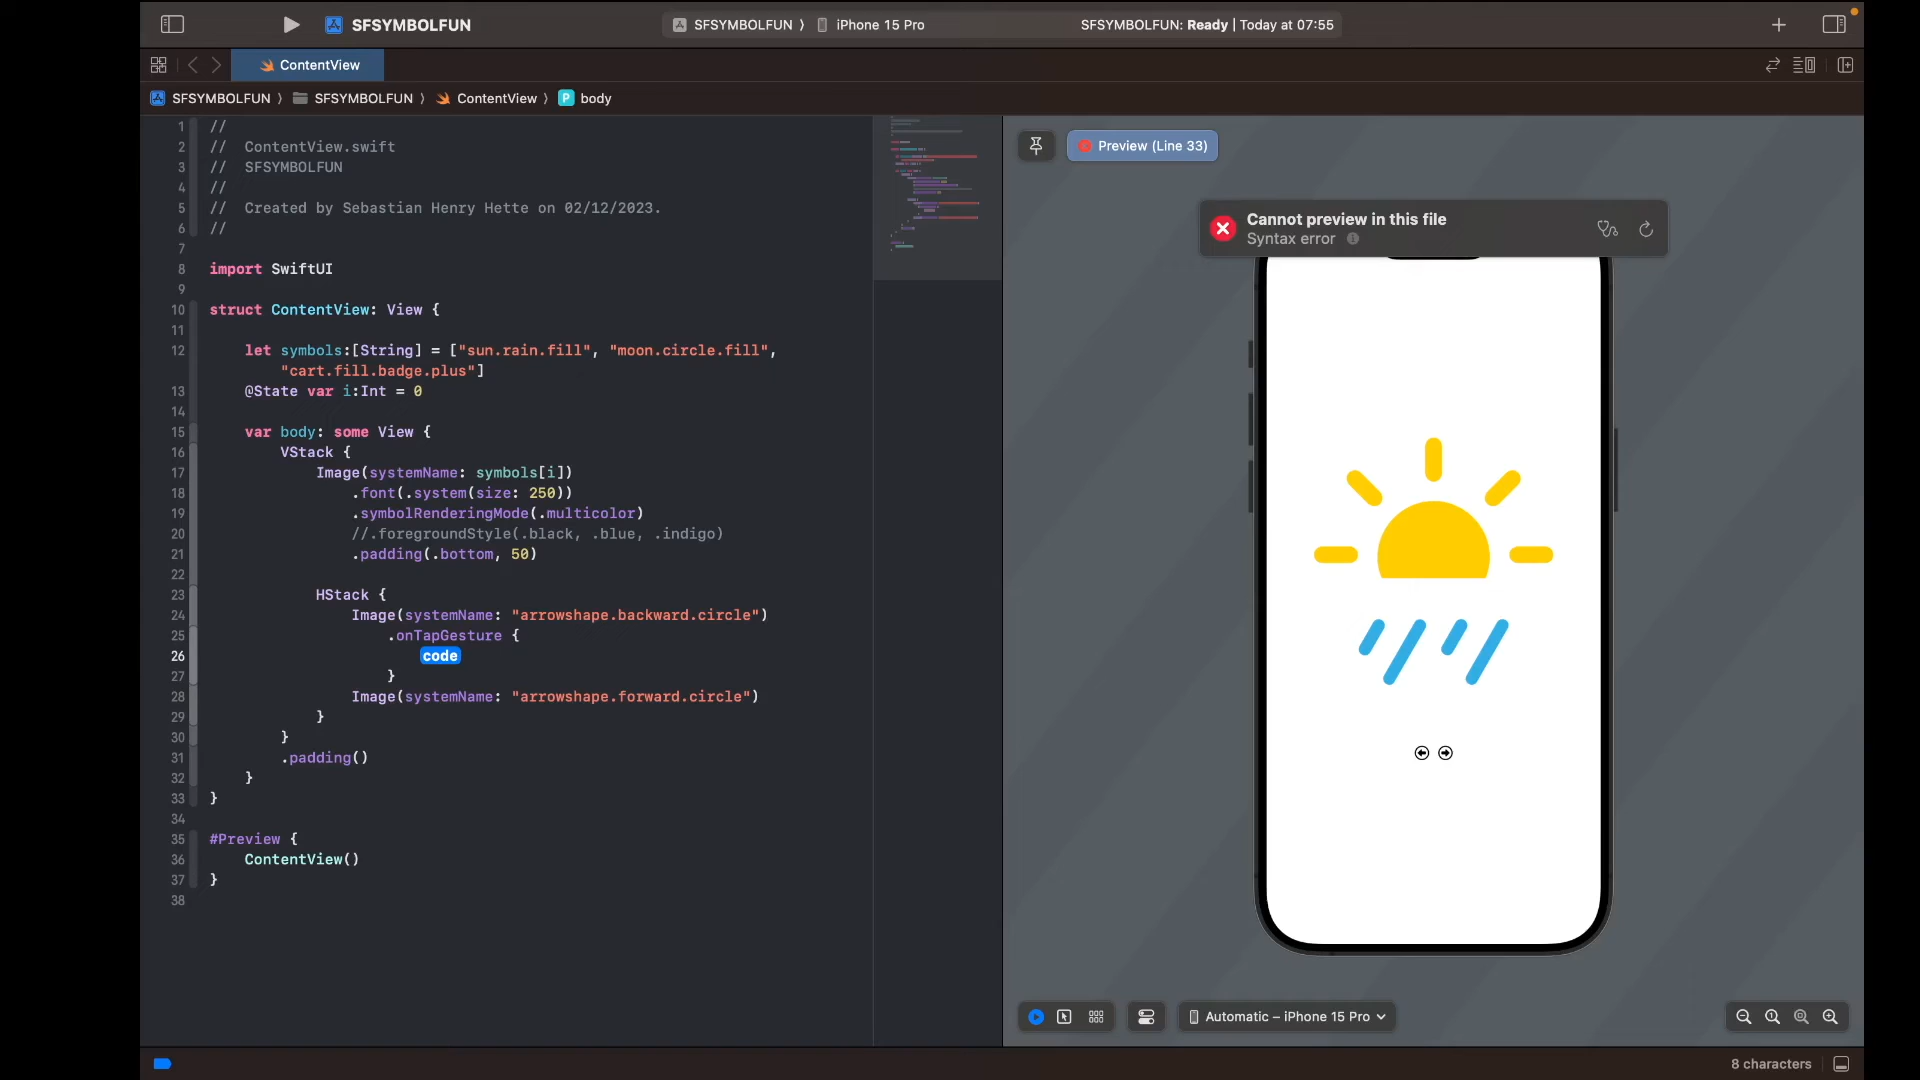 SFSYMBOLFUN
SFSYMBOLFUN 〉 iPhone 15 Pro
SFSYMBOLFUN: Ready | Today at 07:55
ContentView
SFSYMBOLFUN 〉 SFSYMBOLFUN 〉 ContentView 〉 P body
1 //
2 //  ContentView.swift
3 //  SFSYMBOLFUN
4 //
5 //  Created by Sebastian Henry Hette on 02/12/2023.
6 //
7
8 import SwiftUI
9
10 struct ContentView: View {
11
12     let symbols:[String] = ["sun.rain.fill", "moon.circle.fill",
        "cart.fill.badge.plus"]
13     @State var i:Int = 0
14
15     var body: some View {
16         VStack {
17             Image(systemName: symbols[i])
18                 .font(.system(size: 250))
19                 .symbolRenderingMode(.multicolor)
20                 //.foregroundStyle(.black, .blue, .indigo)
21                 .padding(.bottom, 50)
22
23             HStack {
24                 Image(systemName: "arrowshape.backward.circle")
25                     .onTapGesture {
26                         code
27                     }
28                 Image(systemName: "arrowshape.forward.circle")
29             }
30         }
31         .padding()
32     }
33 }
34
35 #Preview {
36     ContentView()
37 }
38
Preview (Line 33)
Cannot preview in this file
Syntax error
Automatic – iPhone 15 Pro
8 characters